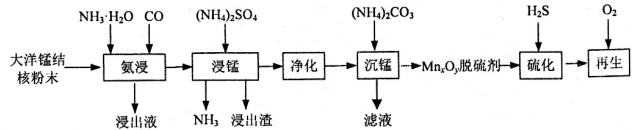 NH₃·H₂O CO (NH₄)₂SO₄ (NH₄)₂CO₃ H₂S O₂
大洋锰结核粉末 氨浸 浸锰 净化 沉锰 MnₓOᵧ脱硫剂 硫化 再生
浸出液 NH₃ 浸出渣 滤液